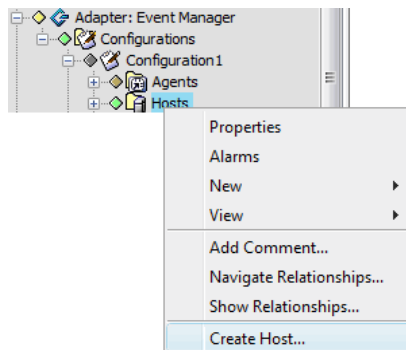 Adapter: Event Manager
Configurations
Configuration1
Agents
Hosts
Properties
Alarms
New
View
Add Comment...
Navigate Relationships...
Show Relationships...
Create Host...